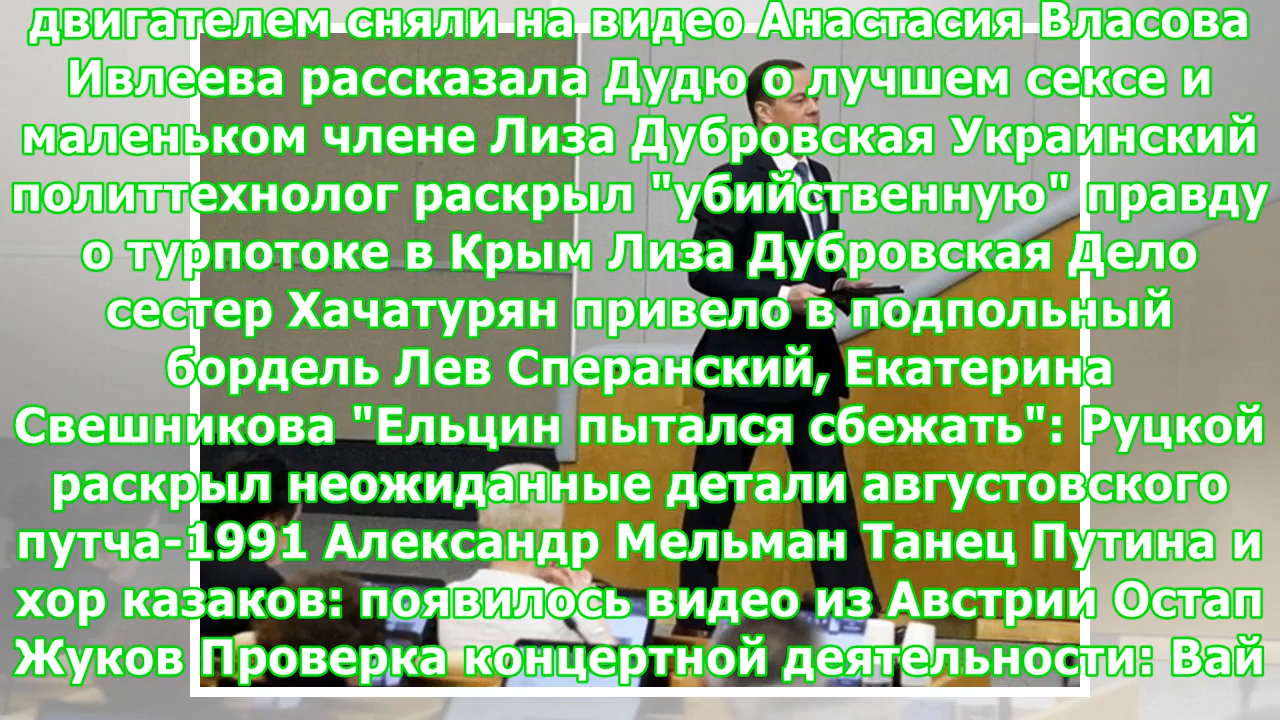 двигателем сняли на видео Анастасия Власова
Ивлеева рассказала Дудю о лучшем сексе и
маленьком члене Лиза Дубровская Украинский
политтехнолог раскрыл "убийственную" правду
о турпотоке в Крым Лиза Дубровская Дело
сестер Хачатурян привело в подпольный
бордель Лев Сперанский, Екатерина
Свешникова "Ельцин пытался сбежать": Руцкой
раскрыл неожиданные детали августовского
путча-1991 Александр Мельман Танец Путина и
хор казаков: появилось видео из Австрии Остап
Жуков Проверка концертной деятельности: Вай